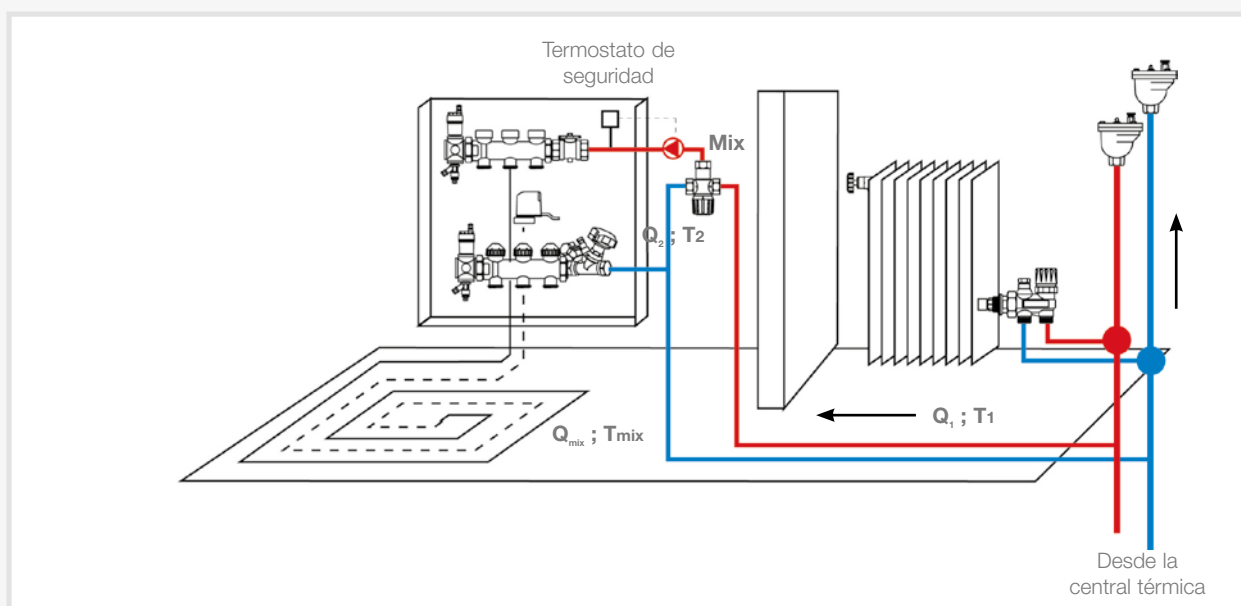 Termostato de
seguridad
Mix
Q₂ ; T2
Q₁ ; T1
Qmix ; Tmix
Desde la
central térmica